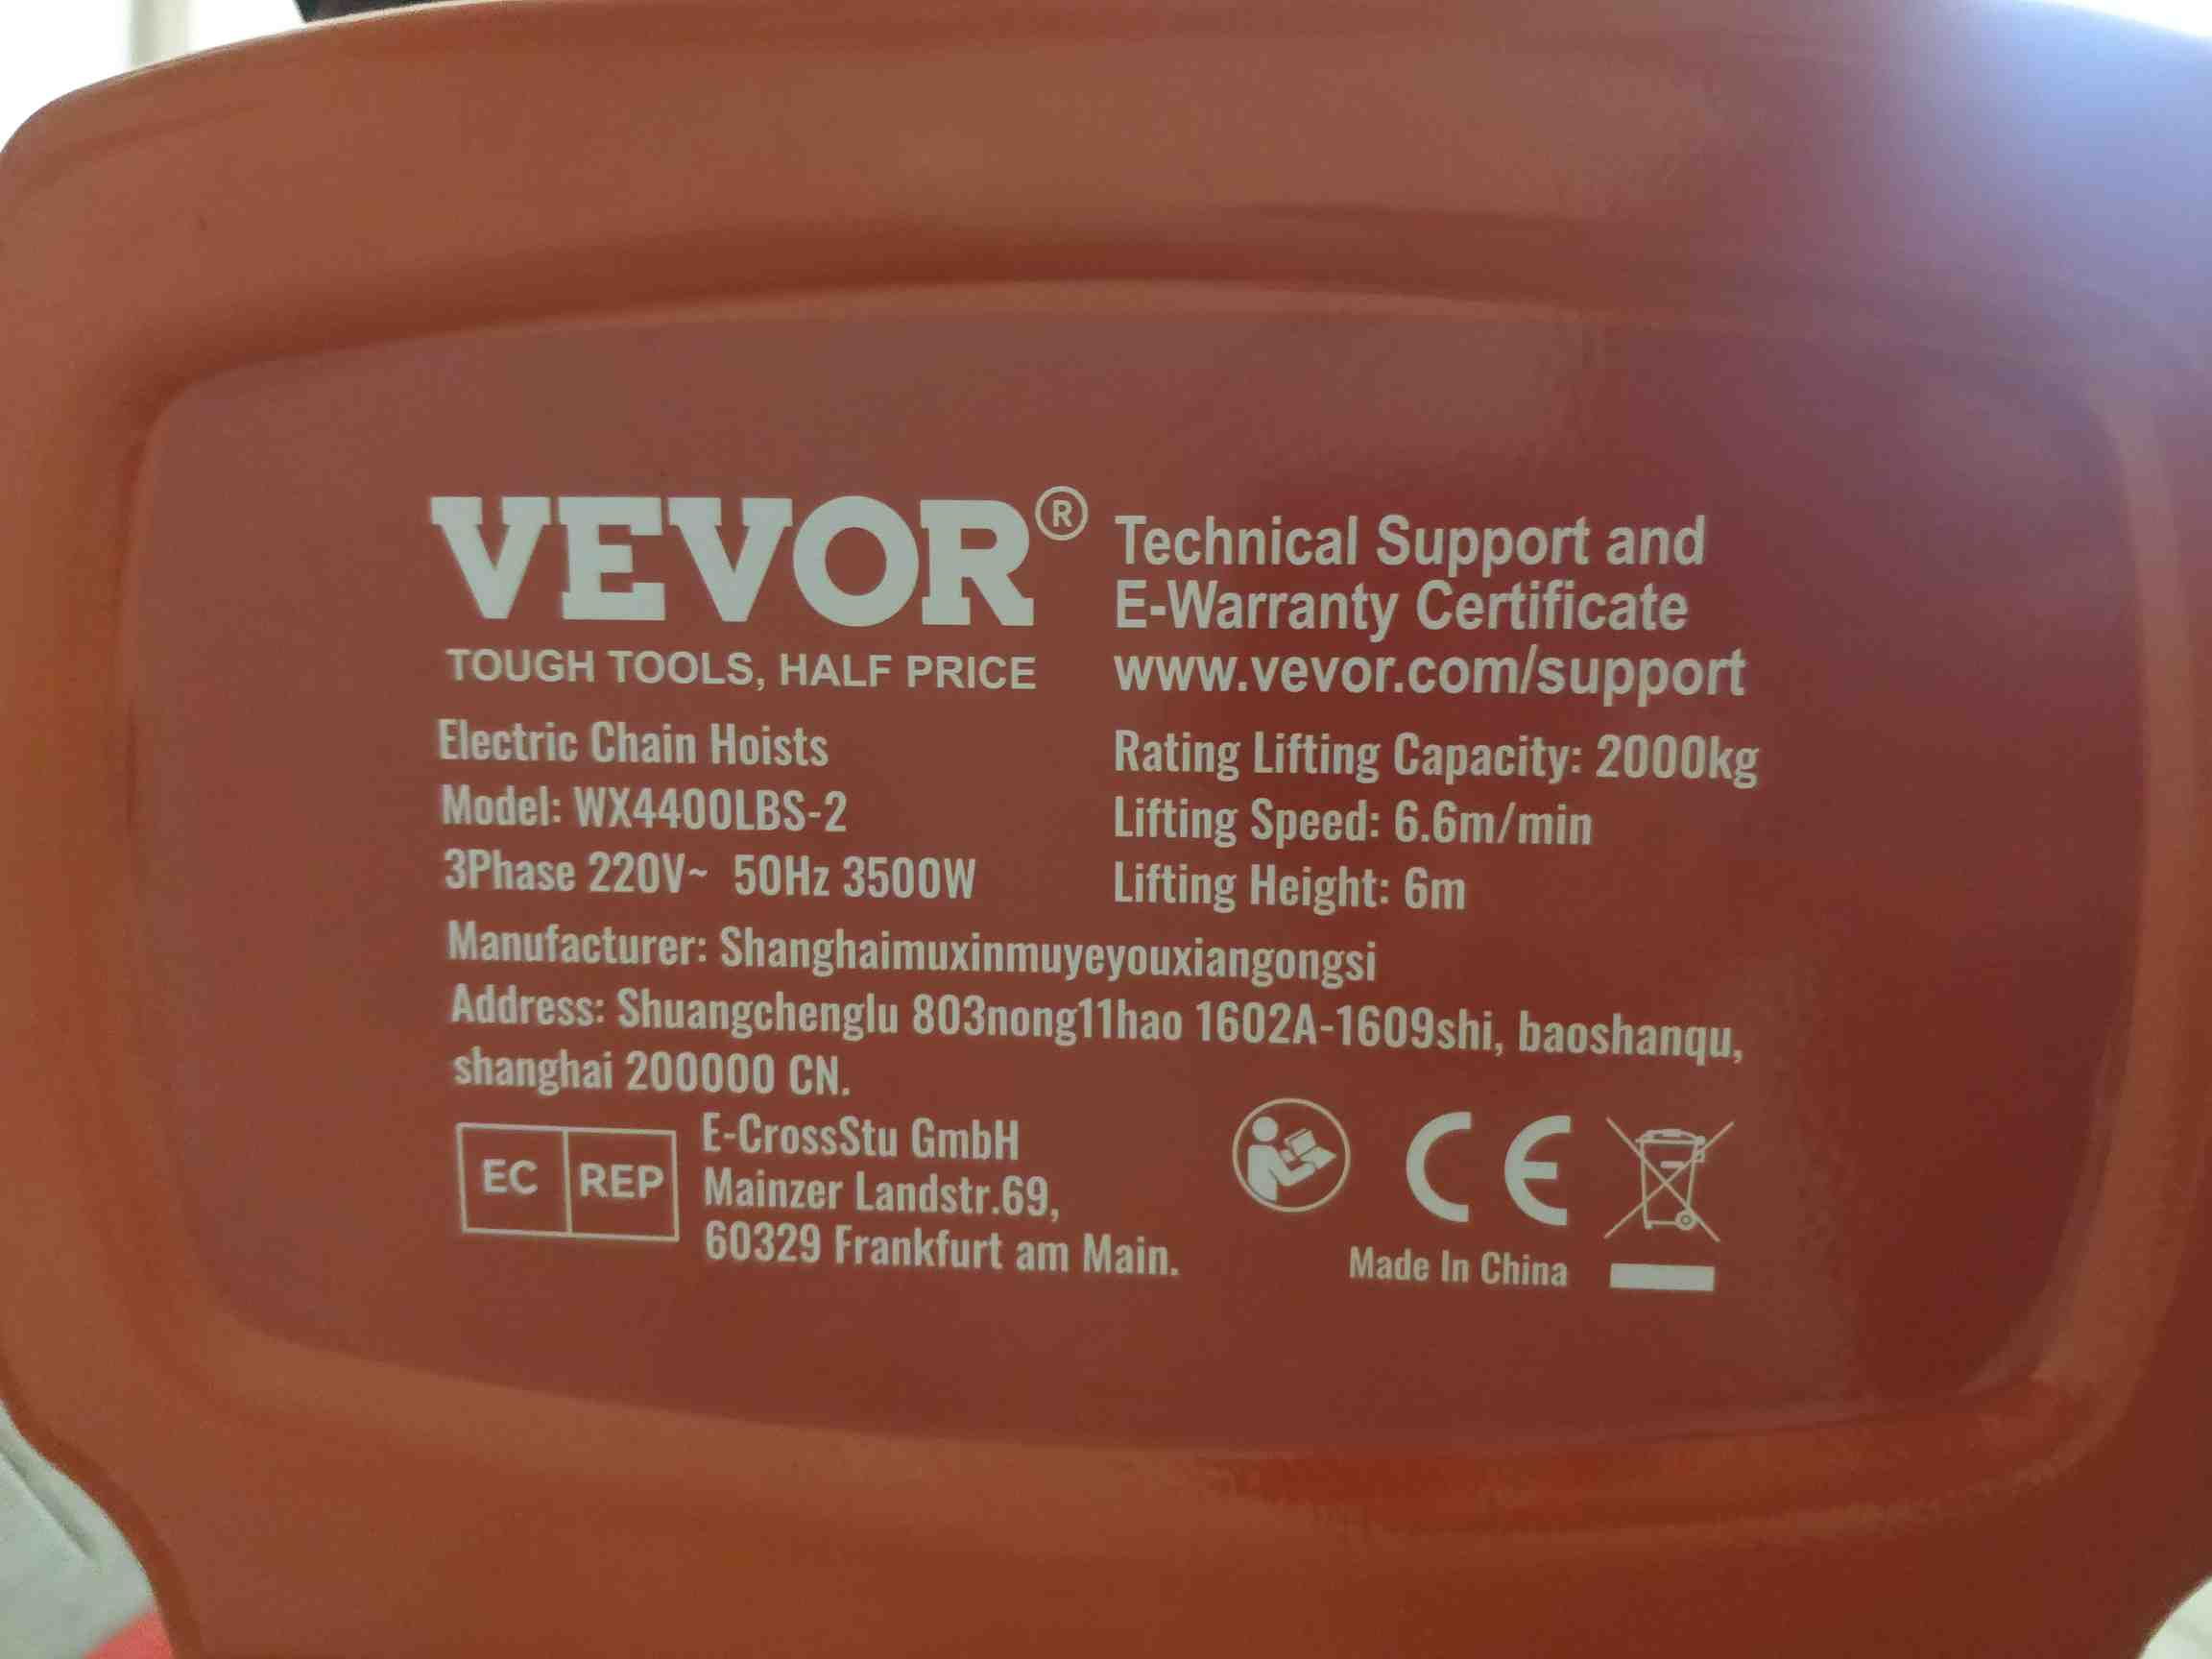 VEVOR®
TOUGH TOOLS, HALF PRICE
Technical Support and
E-Warranty Certificate
www.vevor.com/support
Electric Chain Hoists
Model: WX4400LBS-2
3Phase 220V~ 50Hz 3500W
Rating Lifting Capacity: 2000kg
Lifting Speed: 6.6m/min
Lifting Height: 6m
Manufacturer: Shanghaimuxinmuyeyouxiangongsi
Address: Shuangchenglu 803nong11hao 1602A-1609shi, baoshanqu,
shanghai 200000 CN.
EC REP
E-CrossStu GmbH
Mainzer Landstr.69,
60329 Frankfurt am Main.
CE
Made In China